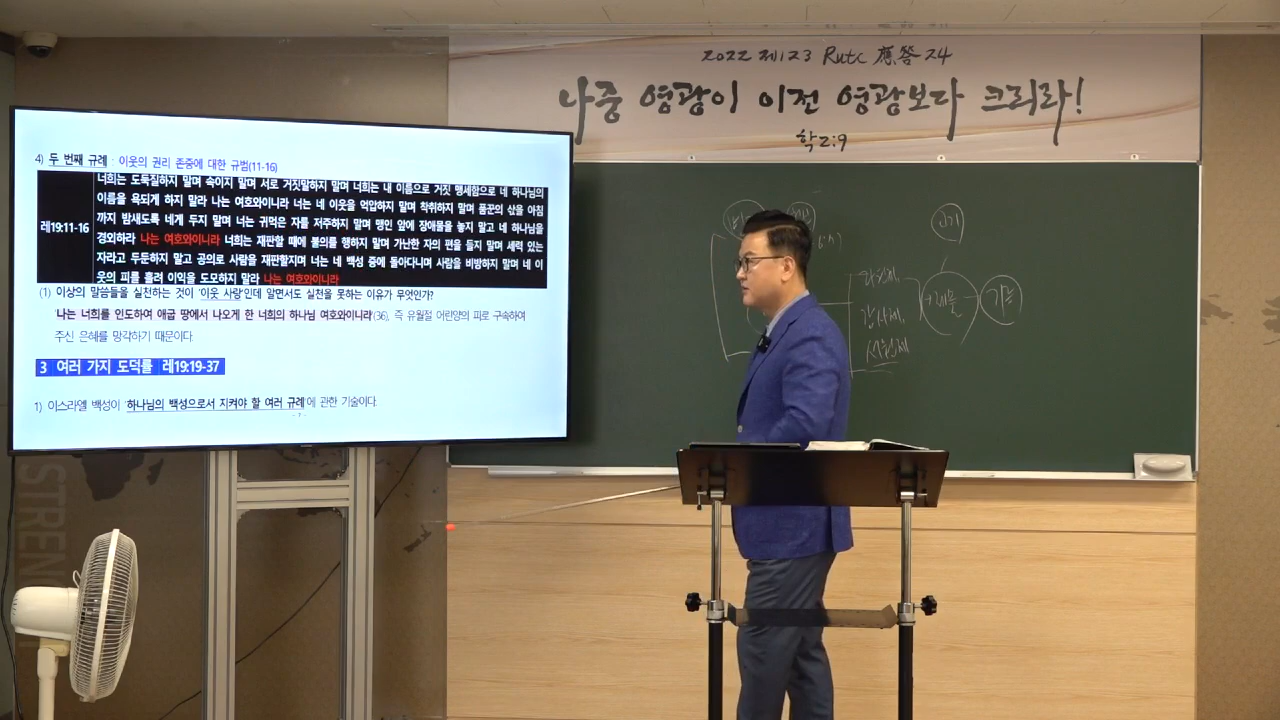 2022 제123 Rutc 應答 24
나중 영광이 이전 영광보다 크리라!
학2:9
4) 두 번째 규례 : 이웃의 권리 존중에 대한 규범(11-16)
레19:11-16
너희는 도둑질하지 말며 속이지 말며 서로 거짓말하지 말며 너희는 내 이름으로 거짓 맹세함으로 네 하나님의
이름을 욕되게 하지 말라 나는 여호와이니라 너는 네 이웃을 억압하지 말며 착취하지 말며 품꾼의 삯을 아침
까지 밤새도록 네게 두지 말며 너는 귀먹은 자를 저주하지 말며 맹인 앞에 장애물을 놓지 말고 네 하나님을
경외하라 나는 여호와이니라 너희는 재판할 때에 불의를 행하지 말며 가난한 자의 편을 들지 말며 세력 있는
자라고 두둔하지 말고 공의로 사람을 재판할지며 너는 네 백성 중에 돌아다니며 사람을 비방하지 말며 네 이
웃의 피를 흘려 이익을 도모하지 말라 나는 여호와이니라
(1) 이상의 말씀들을 실천하는 것이 '이웃 사랑'인데 알면서도 실천을 못하는 이유가 무엇인가?
'나는 너희를 인도하여 애굽 땅에서 나오게 한 너희의 하나님 여호와이니라'(36), 즉 유월절 어린양의 피로 구속하여
주신 은혜를 망각하기 때문이다.
3 여러 가지 도덕률 레19:19-37
1) 이스라엘 백성이 '하나님의 백성으로서 지켜야 할 여러 규례'에 관한 기술이다.
- 7 -
감사제,
서원제
STREN